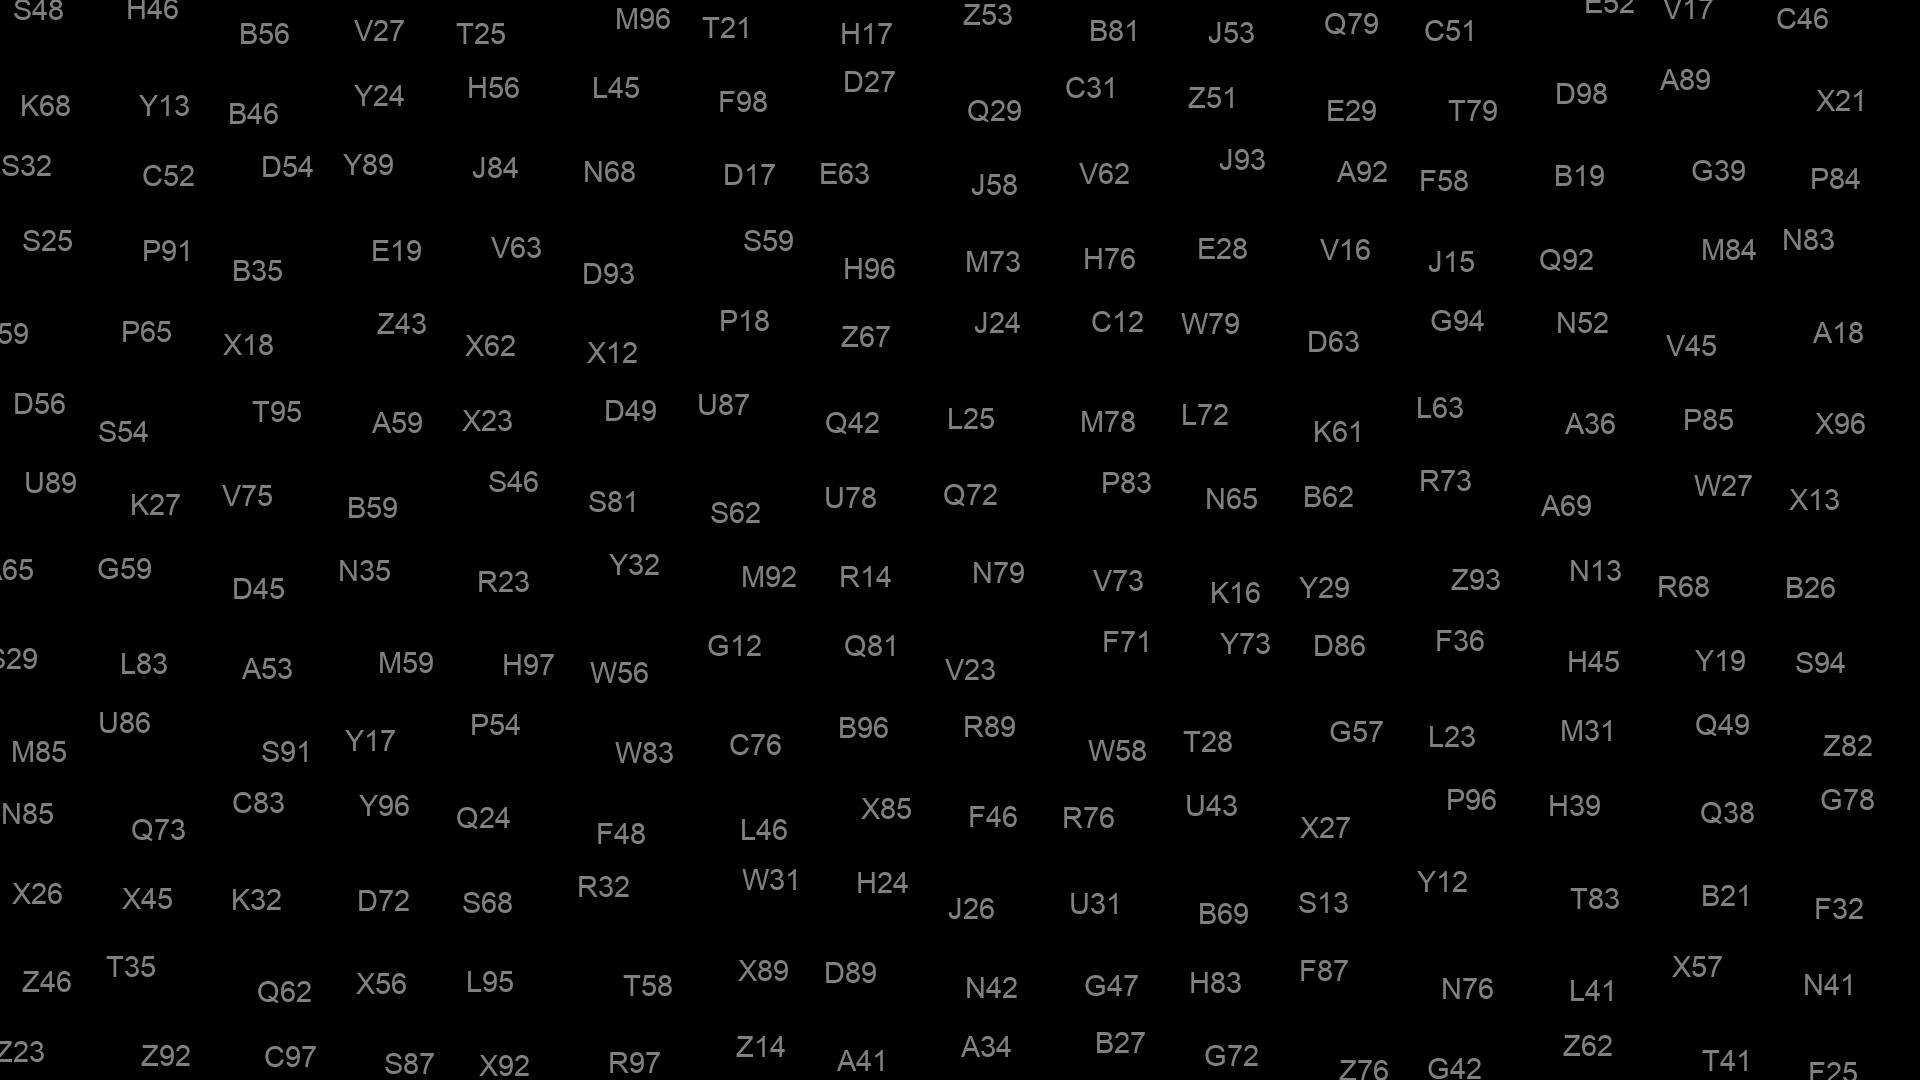 S48 H46 B56 V27 T25 M96 T21 H17 Z53 B81 J53 Q79 C51 E52 V17 C46
K68 Y13 B46 Y24 H56 L45 F98 D27 Q29 C31 Z51 E29 T79 D98 A89 X21
S32 C52 D54 Y89 J84 N68 D17 E63 J58 V62 J93 A92 F58 B19 G39 P84
S25 P91 B35 E19 V63 D93 S59 H96 M73 H76 E28 V16 J15 Q92 M84 N83
59 P65 X18 Z43 X62 X12 P18 Z67 J24 C12 W79 D63 G94 N52 V45 A18
D56 S54 T95 A59 X23 D49 U87 Q42 L25 M78 L72 K61 L63 A36 P85 X96
U89 K27 V75 B59 S46 S81 S62 U78 Q72 P83 N65 B62 R73 A69 W27 X13
65 G59 D45 N35 R23 Y32 M92 R14 N79 V73 K16 Y29 Z93 N13 R68 B26
S29 L83 A53 M59 H97 W56 G12 Q81 V23 F71 Y73 D86 F36 H45 Y19 S94
M85 U86 S91 Y17 P54 W83 C76 B96 R89 W58 T28 G57 L23 M31 Q49 Z82
N85 Q73 C83 Y96 Q24 F48 L46 X85 F46 R76 U43 X27 P96 H39 Q38 G78
X26 X45 K32 D72 S68 R32 W31 H24 J26 U31 B69 S13 Y12 T83 B21 F32
Z46 T35 Q62 X56 L95 T58 X89 D89 N42 G47 H83 F87 N76 L41 X57 N41
Z23 Z92 C97 S87 X92 R97 Z14 A41 A34 B27 G72 Z76 G42 Z62 T41